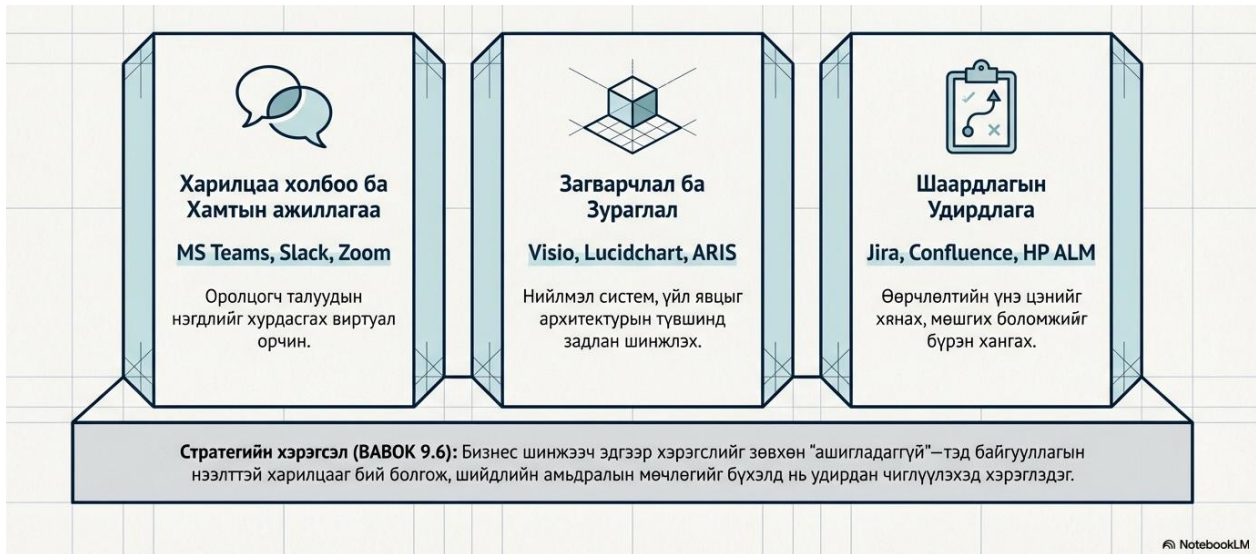 Харилцаа холбоо ба
Хамтын ажиллагаа
MS Teams, Slack, Zoom
Оролцогч талуудын
нэгдлийг хурдасгах виртуал
орчин.
Загварчлал ба
Зураглал
Visio, Lucidchart, ARIS
Нийлмэл систем, үйл явцыг
архитектурын түвшинд
задлан шинжлэх.
Шаардлагын
Удирдлага
Jira, Confluence, HP ALM
Өөрчлөлтийн үнэ цэнийг
хянах, мөшгих боломжийг
бүрэн хангах.
Стратегийн хэрэгсэл (BABOK 9.6): Бизнес шинжээч эдгээр хэрэгслийг зөвхөн "ашигладаггүй"—тэд байгууллагын
нээлттэй харилцааг бий болгож, шийдлийн амьдралын мөчлөгийг бүхэлд нь удирдан чиглүүлэхэд хэрэглэдэг.
NotebookLM